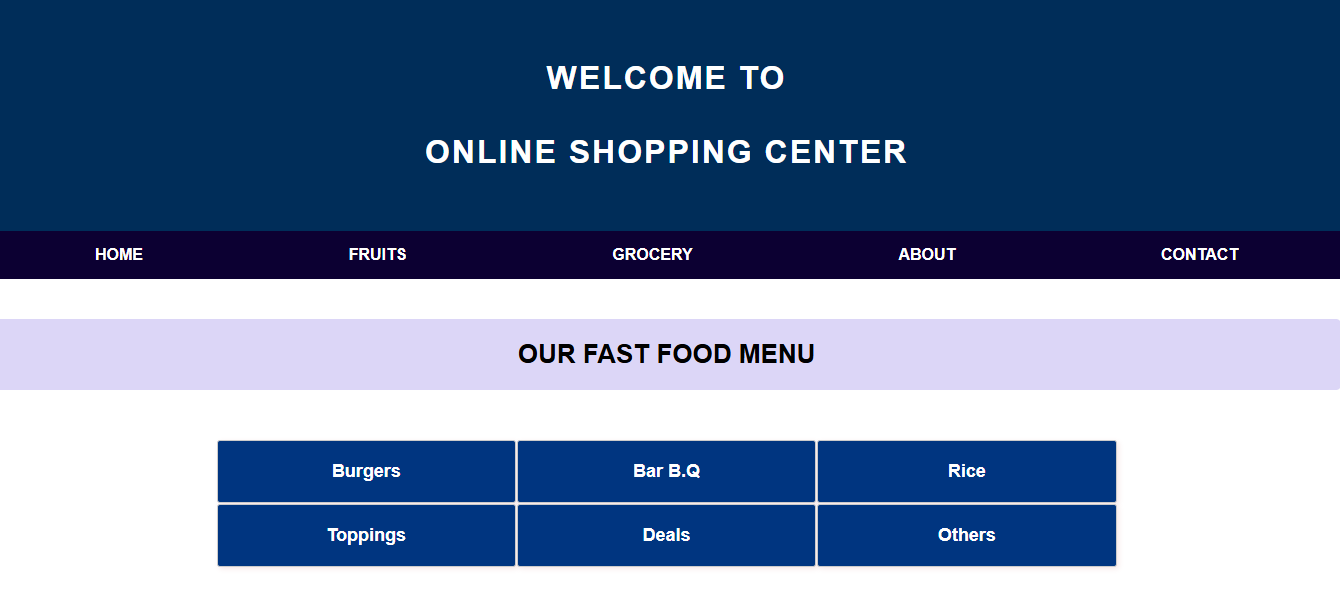 WELCOME TO
ONLINE SHOPPING CENTER
HOME FRUITS GROCERY ABOUT CONTACT
OUR FAST FOOD MENU
Burgers Bar B.Q Rice
Toppings Deals Others